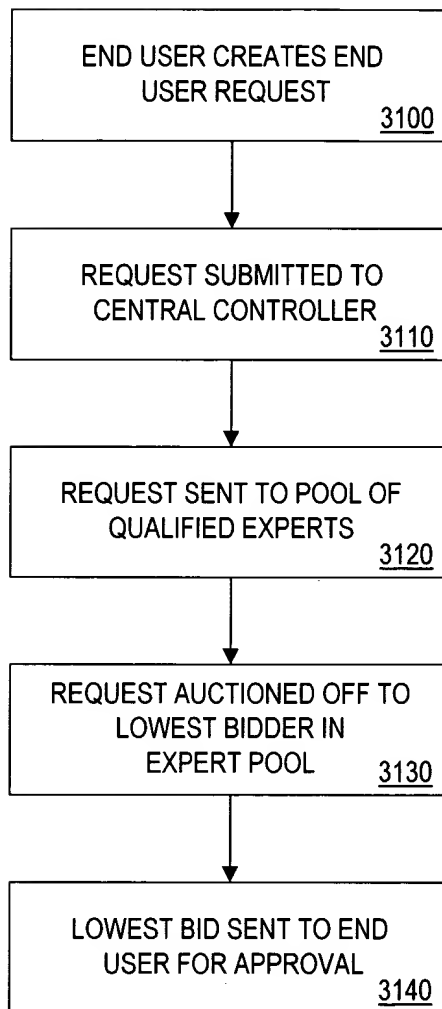 END USER CREATES END
USER REQUEST
3100
REQUEST SUBMITTED TO
CENTRAL CONTROLLER
3110
REQUEST SENT TO POOL OF
QUALIFIED EXPERTS
3120
REQUEST AUCTIONED OFF TO
LOWEST BIDDER IN
EXPERT POOL
3130
LOWEST BID SENT TO END
USER FOR APPROVAL
3140